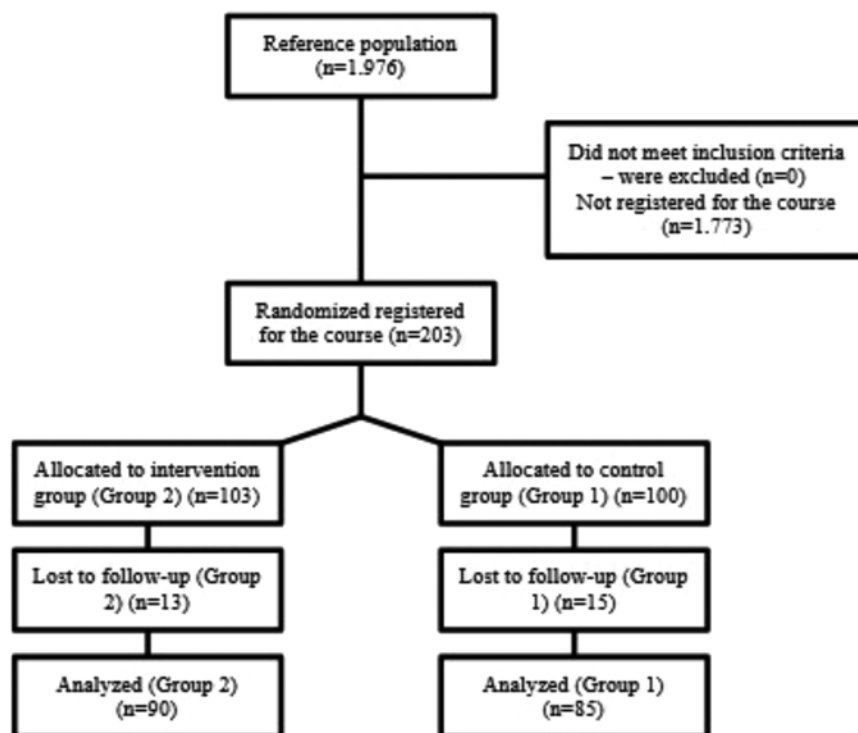 Reference population
(n=1.976)
Did not meet inclusion criteria
– were excluded (n=0)
Not registered for the course
(n=1.773)
Randomized registered
for the course (n=203)
Allocated to intervention
group (Group 2) (n=103)
Allocated to control
group (Group 1) (n=100)
Lost to follow-up (Group
2) (n=13)
Lost to follow-up (Group
1) (n=15)
Analyzed (Group 2)
(n=90)
Analyzed (Group 1)
(n=85)